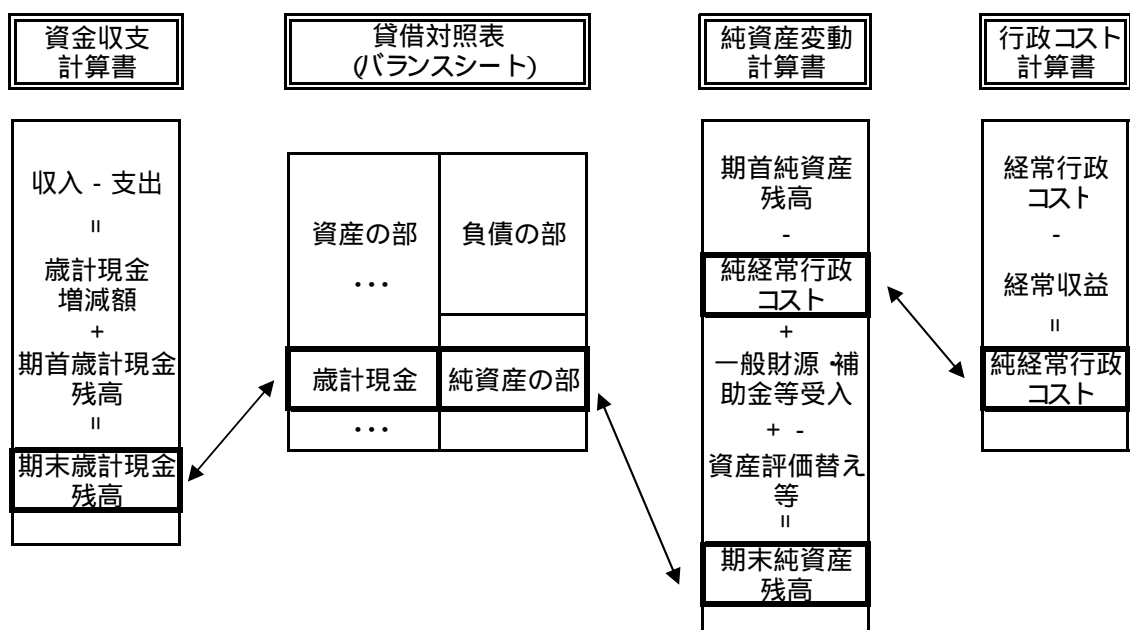 資金収支
計算書
貸借対照表
(バランスシート)
純資産変動
計算書
行政コスト
計算書
収入 - 支出
=
歳計現金
増減額
+
期首歳計現金
残高
=
期末歳計現金
残高
資産の部
・・・
歳計現金
・・・
負債の部
純資産の部
期首純資産
残高
-
純経常行政
コスト
+
一般財源・補
助金等受入
+ -
資産評価替え
等
=
期末純資産
残高
経常行政
コスト
-
経常収益
=
純経常行政
コスト